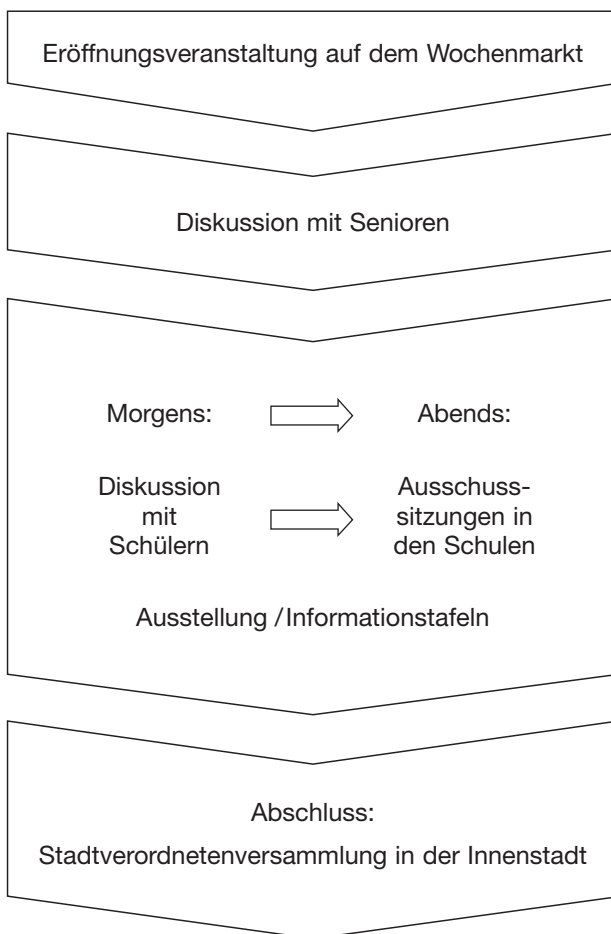 Eröffnungsveranstaltung auf dem Wochenmarkt
Diskussion mit Senioren
Morgens: Abends:
Diskussion
mit
Schülern
Ausschuss-
sitzungen in
den Schulen
Ausstellung / Informationstafeln
Abschluss:
Stadtverordnetenversammlung in der Innenstadt